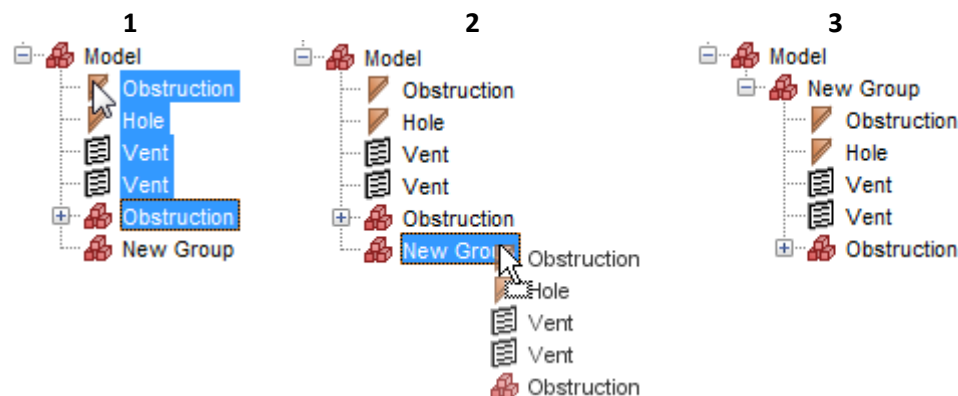 1
Model
Obstruction
Hole
Vent
Vent
Obstruction
New Group
2
Model
Obstruction
Hole
Vent
Vent
Obstruction
New
Obstruction
Hole
Vent
Vent
Obstruction
3
Model
New Group
Obstruction
Hole
Vent
Vent
Obstruction